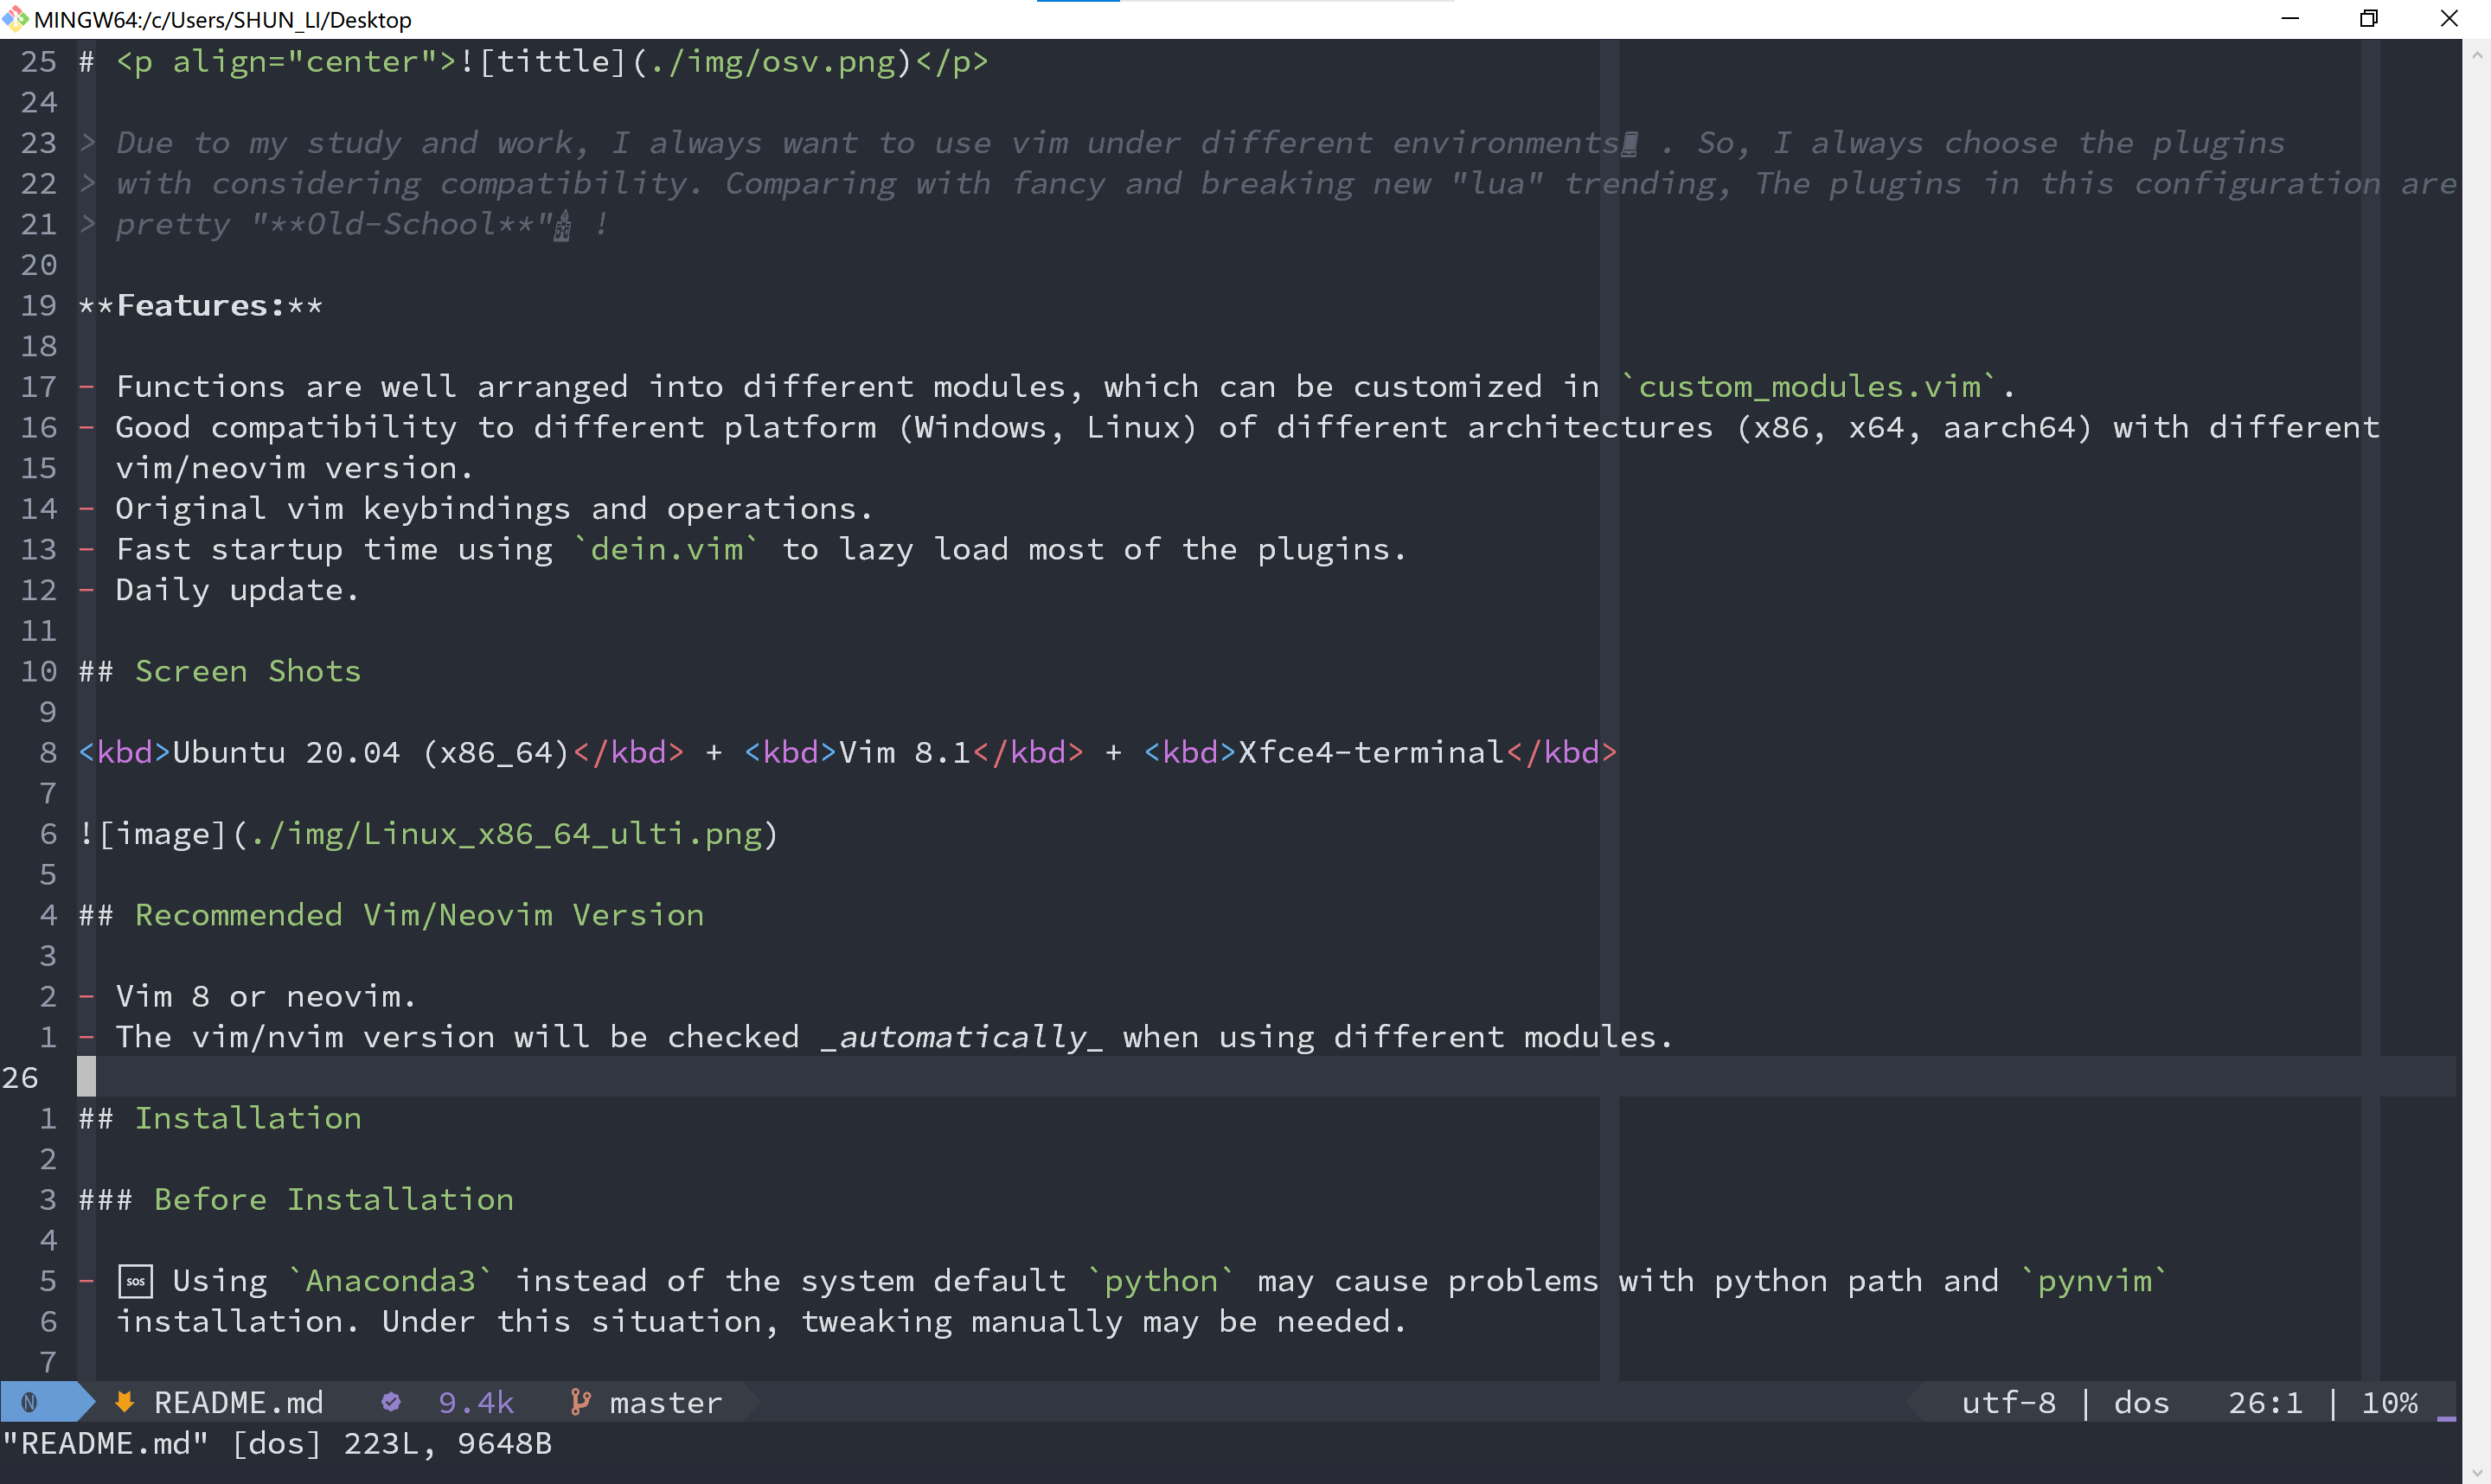 MINGW64:/c/Users/SHUN_LI/Desktop
25 # <p align="center">![tittle](./img/osv.png)</p>
24
23 > Due to my study and work, I always want to use vim under different environments . So, I always choose the plugins
22 > with considering compatibility. Comparing with fancy and breaking new "lua" trending, The plugins in this configuration are
21 > pretty "**Old-School**" !
20
19 **Features:**
18
17 - Functions are well arranged into different modules, which can be customized in `custom_modules.vim`.
16 - Good compatibility to different platform (Windows, Linux) of different architectures (x86, x64, aarch64) with different
15   vim/neovim version.
14 - Original vim keybindings and operations.
13 - Fast startup time using `dein.vim` to lazy load most of the plugins.
12 - Daily update.
11
10 ## Screen Shots
9
8 <kbd>Ubuntu 20.04 (x86_64)</kbd> + <kbd>Vim 8.1</kbd> + <kbd>Xfce4-terminal</kbd>
7
6 ![image](./img/Linux_x86_64_ulti.png)
5
4 ## Recommended Vim/Neovim Version
3
2 - Vim 8 or neovim.
1 - The vim/nvim version will be checked _automatically_ when using different modules.
26
1 ## Installation
2
3 ### Before Installation
4
5 - 🆘 Using `Anaconda3` instead of the system default `python` may cause problems with python path and `pynvim`
6   installation. Under this situation, tweaking manually may be needed.
7
N README.md 9.4k master utf-8 | dos 26:1 | 10%
"README.md" [dos] 223L, 9648B